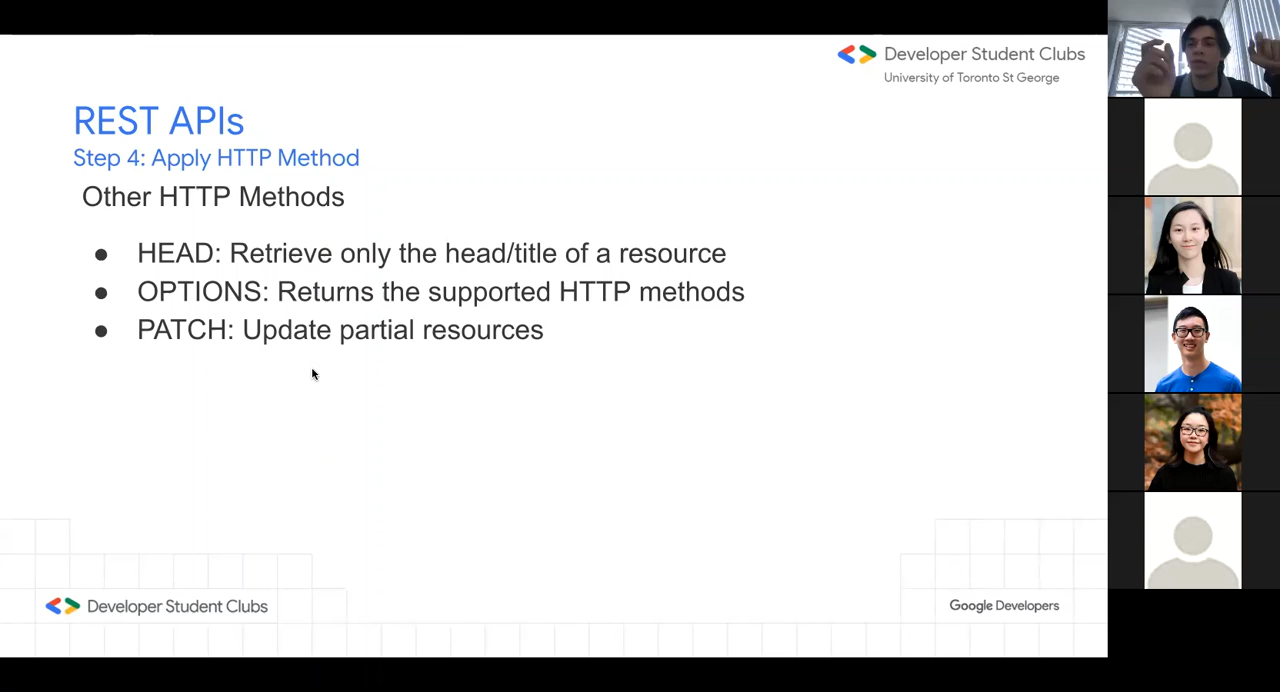 Developer Student Clubs
University of Toronto St George
REST APIs
Step 4: Apply HTTP Method
Other HTTP Methods
● HEAD: Retrieve only the head/title of a resource
● OPTIONS: Returns the supported HTTP methods
● PATCH: Update partial resources
Developer Student Clubs
Google Developers